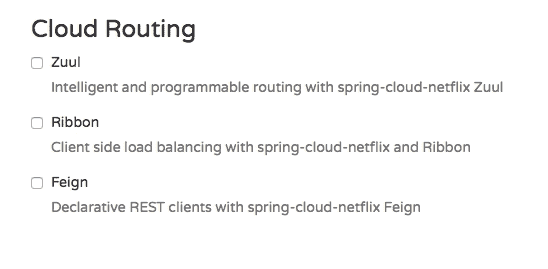 Cloud Routing
Zuul
Intelligent and programmable routing with spring-cloud-netflix Zuul
Ribbon
Client side load balancing with spring-cloud-netflix and Ribbon
Feign
Declarative REST clients with spring-cloud-netflix Feign